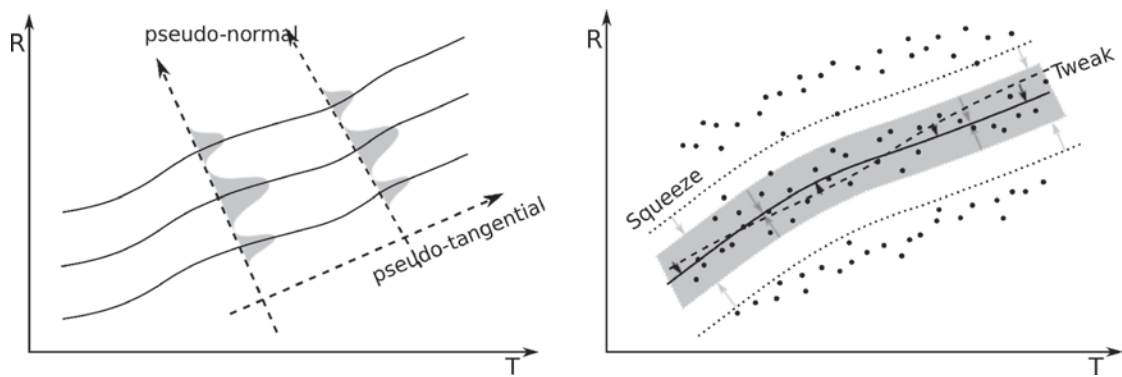 R
pseudo-normal
pseudo-tangential
T
R
Tweak
Squeeze
T